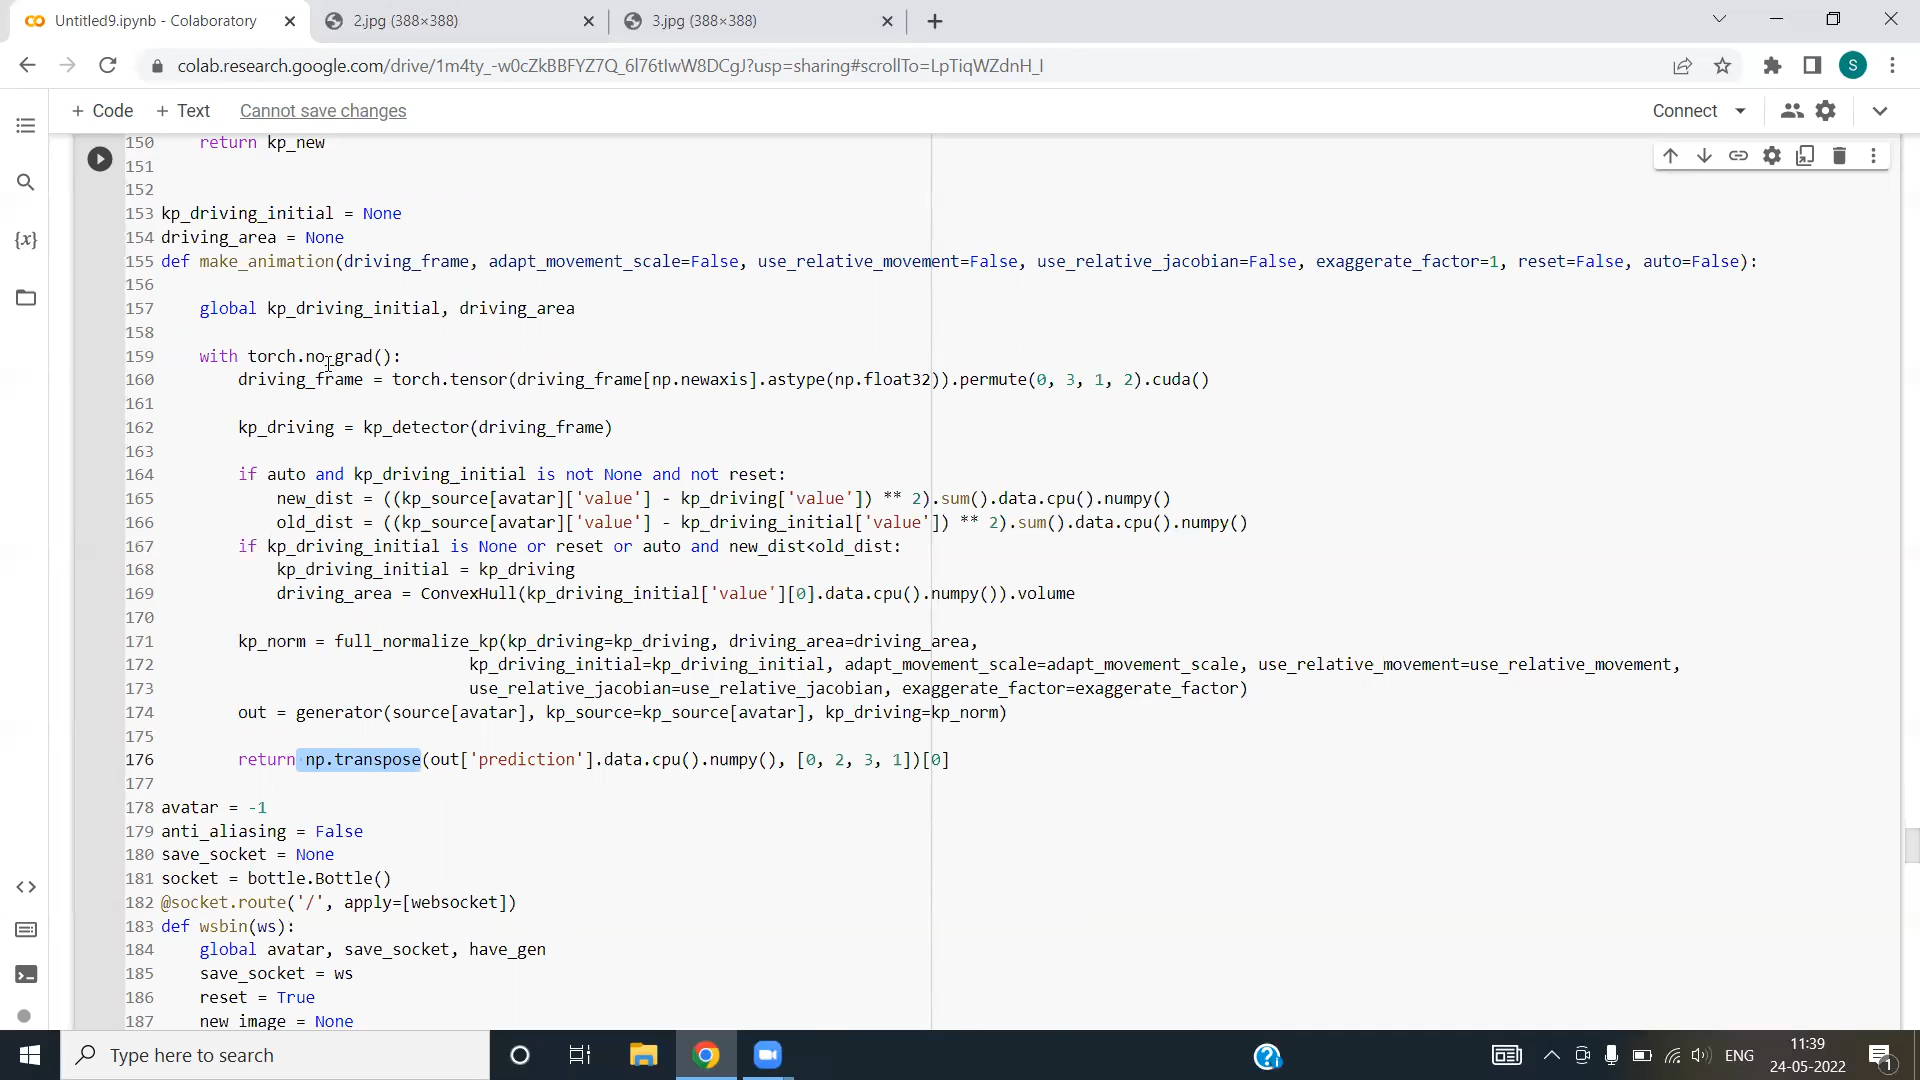 Untitled9.ipynb - Colaboratory
2.jpg (388×388)
3.jpg (388×388)
colab.research.google.com/drive/1m4ty_-w0cZkBBFYZ7Q_6l76tIwW8DCgJ?usp=sharing#scrollTo=LpTiqWZdnH_I
S
+ Code + Text Cannot save changes
Connect
150 return kp_new
151
152
153 kp_driving_initial = None
154 driving_area = None
155 def make_animation(driving_frame, adapt_movement_scale=False, use_relative_movement=False, use_relative_jacobian=False, exaggerate_factor=1, reset=False, auto=False):
156
157 global kp_driving_initial, driving_area
158
159 with torch.no_grad():
160 driving_frame = torch.tensor(driving_frame[np.newaxis].astype(np.float32)).permute(0, 3, 1, 2).cuda()
161
162 kp_driving = kp_detector(driving_frame)
163
164 if auto and kp_driving_initial is not None and not reset:
165 new_dist = ((kp_source[avatar]['value'] - kp_driving['value']) ** 2).sum().data.cpu().numpy()
166 old_dist = ((kp_source[avatar]['value'] - kp_driving_initial['value']) ** 2).sum().data.cpu().numpy()
167 if kp_driving_initial is None or reset or auto and new_dist<old_dist:
168 kp_driving_initial = kp_driving
169 driving_area = ConvexHull(kp_driving_initial['value'][0].data.cpu().numpy()).volume
170
171 kp_norm = full_normalize_kp(kp_driving=kp_driving, driving_area=driving_area,
172 kp_driving_initial=kp_driving_initial, adapt_movement_scale=adapt_movement_scale, use_relative_movement=use_relative_movement,
173 use_relative_jacobian=use_relative_jacobian, exaggerate_factor=exaggerate_factor)
174 out = generator(source[avatar], kp_source=kp_source[avatar], kp_driving=kp_norm)
175
176 return np.transpose(out['prediction'].data.cpu().numpy(), [0, 2, 3, 1])[0]
177
178 avatar = -1
179 anti_aliasing = False
180 save_socket = None
181 socket = bottle.Bottle()
182 @socket.route('/', apply=[websocket])
183 def wsbin(ws):
184 global avatar, save_socket, have_gen
185 save_socket = ws
186 reset = True
187 new_image = None
{x}
Type here to search
ENG
11:39
24-05-2022
1